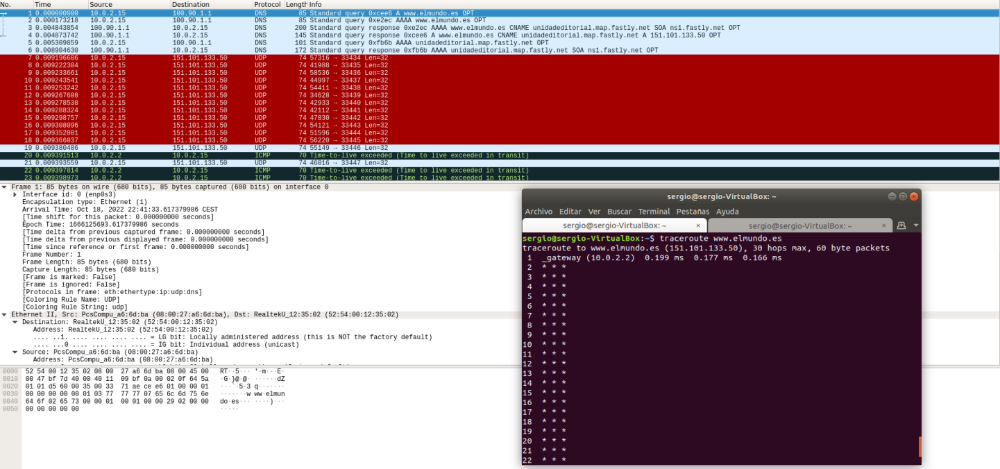 No. Time Source Destination Protocol Length Info
1 0.000000000 10.0.2.15 100.90.1.1 DNS 85 Standard query 0xcee6 A www.elmundo.es OPT
2 0.000173218 10.0.2.15 100.90.1.1 DNS 85 Standard query 0xe2ec AAAA www.elmundo.es OPT
3 0.004843854 100.90.1.1 10.0.2.15 DNS 200 Standard query response 0xe2ec AAAA www.elmundo.es CNAME unidadeditorial.map.fastly.net SOA ns1.fastly.net OPT
4 0.004873742 100.90.1.1 10.0.2.15 DNS 145 Standard query response 0xcee6 A www.elmundo.es CNAME unidadeditorial.map.fastly.net A 151.101.133.50 OPT
5 0.005309859 10.0.2.15 100.90.1.1 DNS 101 Standard query 0xfb6b AAAA unidadeditorial.map.fastly.net OPT
6 0.008904630 100.90.1.1 10.0.2.15 DNS 172 Standard query response 0xfb6b AAAA unidadeditorial.map.fastly.net SOA ns1.fastly.net OPT
7 0.009196606 10.0.2.15 151.101.133.50 UDP 74 57316 → 33434 Len=32
8 0.009222304 10.0.2.15 151.101.133.50 UDP 74 41988 → 33435 Len=32
9 0.009233661 10.0.2.15 151.101.133.50 UDP 74 58536 → 33436 Len=32
10 0.009243541 10.0.2.15 151.101.133.50 UDP 74 44997 → 33437 Len=32
11 0.009253242 10.0.2.15 151.101.133.50 UDP 74 54411 → 33438 Len=32
12 0.009267608 10.0.2.15 151.101.133.50 UDP 74 34628 → 33439 Len=32
13 0.009278538 10.0.2.15 151.101.133.50 UDP 74 42933 → 33440 Len=32
14 0.009288324 10.0.2.15 151.101.133.50 UDP 74 42112 → 33441 Len=32
15 0.009298757 10.0.2.15 151.101.133.50 UDP 74 47830 → 33442 Len=32
16 0.009308096 10.0.2.15 151.101.133.50 UDP 74 54121 → 33443 Len=32
17 0.009352801 10.0.2.15 151.101.133.50 UDP 74 51596 → 33444 Len=32
18 0.009366037 10.0.2.15 151.101.133.50 UDP 74 56220 → 33445 Len=32
19 0.009380486 10.0.2.15 151.101.133.50 UDP 74 55149 → 33446 Len=32
20 0.009391513 10.0.2.2 10.0.2.15 ICMP 70 Time-to-live exceeded (Time to live exceeded in transit)
21 0.009393559 10.0.2.15 151.101.133.50 UDP 74 46016 → 33447 Len=32
22 0.009397814 10.0.2.2 10.0.2.15 ICMP 70 Time-to-live exceeded (Time to live exceeded in transit)
23 0.009398973 10.0.2.2 10.0.2.15 ICMP 70 Time-to-live exceeded (Time to live exceeded in transit)
Frame 1: 85 bytes on wire (680 bits), 85 bytes captured (680 bits) on interface 0
Interface id: 0 (enp0s3)
Encapsulation type: Ethernet (1)
Arrival Time: Oct 18, 2022 22:41:33.617379986 CEST
[Time shift for this packet: 0.000000000 seconds]
Epoch Time: 1666125693.617379986 seconds
[Time delta from previous captured frame: 0.000000000 seconds]
[Time delta from previous displayed frame: 0.000000000 seconds]
[Time since reference or first frame: 0.000000000 seconds]
Frame Number: 1
Frame Length: 85 bytes (680 bits)
Capture Length: 85 bytes (680 bits)
[Frame is marked: False]
[Frame is ignored: False]
[Protocols in frame: eth:ethertype:ip:udp:dns]
[Coloring Rule Name: UDP]
[Coloring Rule String: udp]
Ethernet II, Src: PcsCompu_a6:6d:ba (08:00:27:a6:6d:ba), Dst: RealtekU_12:35:02 (52:54:00:12:35:02)
Destination: RealtekU_12:35:02 (52:54:00:12:35:02)
Address: RealtekU_12:35:02 (52:54:00:12:35:02)
.... ..1. .... .... .... .... = LG bit: Locally administered address (this is NOT the factory default)
.... ...0 .... .... .... .... = IG bit: Individual address (unicast)
Source: PcsCompu_a6:6d:ba (08:00:27:a6:6d:ba)
Address: PcsCompu_a6:6d:ba (08:00:27:a6:6d:ba)
0000 52 54 00 12 35 02 08 00 27 a6 6d ba 08 00 45 00 RT··5··· '·m···E·
0010 00 47 bf 7d 40 00 40 11 09 bf 0a 00 02 0f 64 5a ·G·}@·@· ······dZ
0020 01 01 d5 60 00 35 00 33 71 ae ce e6 01 00 00 01 ···`·5·3 q·······
0030 00 00 00 00 00 01 03 77 77 77 07 65 6c 6d 75 6e ·······w ww·elmun
0040 64 6f 02 65 73 00 00 01 00 01 00 00 29 02 00 00 do·es··· ····)···
0050 00 00 00 00 00 ·····
sergio@sergio-VirtualBox: ~
Archivo Editar Ver Buscar Terminal Pestañas Ayuda
sergio@sergio-VirtualBox: ~ × sergio@sergio-VirtualBox: ~ ×
sergio@sergio-VirtualBox:~$ traceroute www.elmundo.es
traceroute to www.elmundo.es (151.101.133.50), 30 hops max, 60 byte packets
1 _gateway (10.0.2.2) 0.199 ms 0.177 ms 0.166 ms
2 * * *
3 * * *
4 * * *
5 * * *
6 * * *
7 * * *
8 * * *
9 * * *
10 * * *
11 * * *
12 * * *
13 * * *
14 * * *
15 * * *
16 * * *
17 * * *
18 * * *
19 * * *
20 * * *
21 * * *
22 * * *